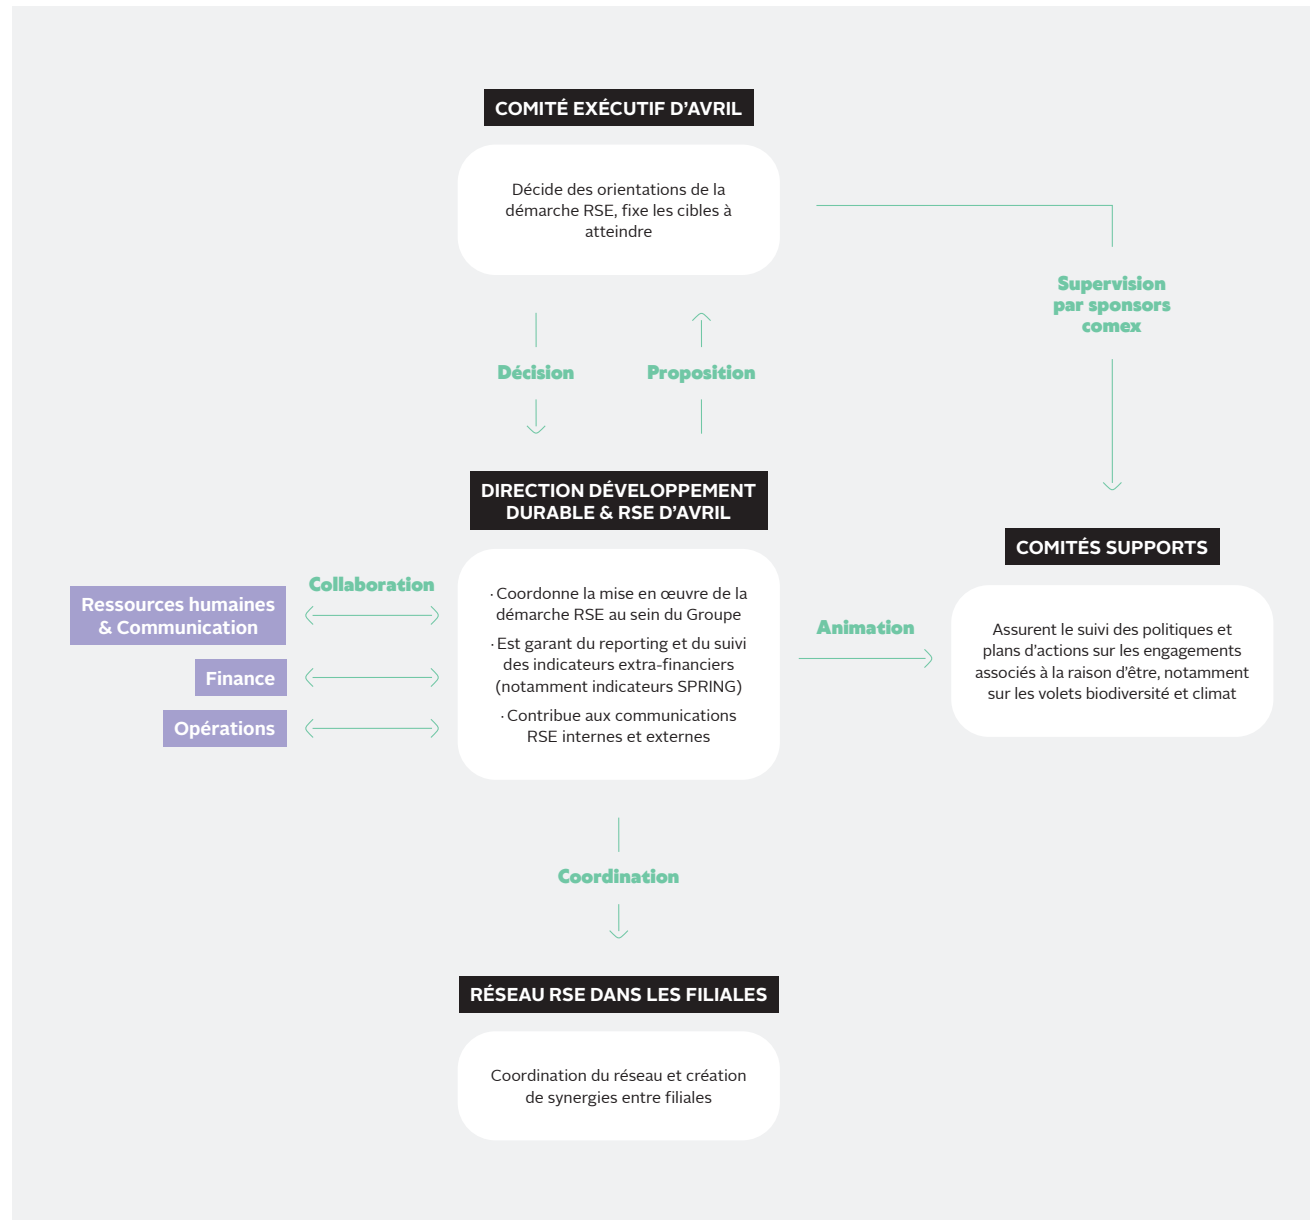 COMITÉ EXÉCUTIF D’AVRIL
Décide des orientations de la
démarche RSE, fixe les cibles à
atteindre
Supervision
par sponsors
comex
Décision
Proposition
DIRECTION DÉVELOPPEMENT
DURABLE & RSE D’AVRIL
COMITÉS SUPPORTS
Collaboration
Ressources humaines
& Communication
Finance
Opérations
· Coordonne la mise en œuvre de la
démarche RSE au sein du Groupe
· Est garant du reporting et du suivi
des indicateurs extra-financiers
(notamment indicateurs SPRING)
· Contribue aux communications
RSE internes et externes
Animation
Assurent le suivi des politiques et
plans d’actions sur les engagements
associés à la raison d’être, notamment
sur les volets biodiversité et climat
Coordination
RÉSEAU RSE DANS LES FILIALES
Coordination du réseau et création
de synergies entre filiales